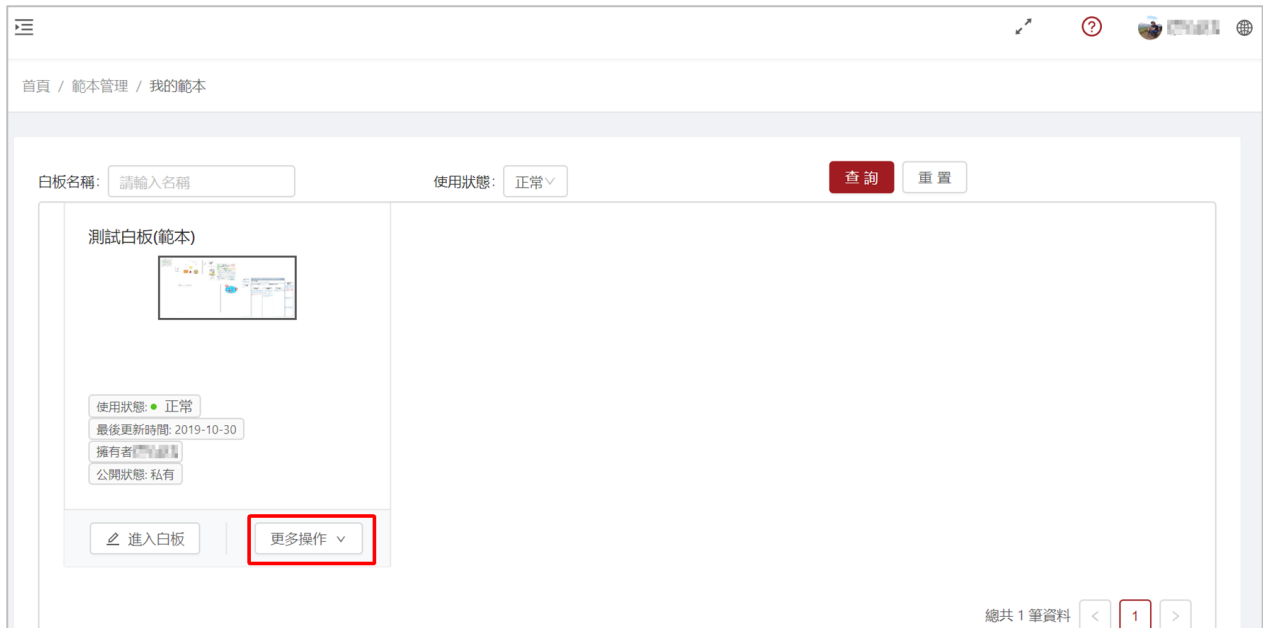 首頁 / 範本管理 / 我的範本
白板名稱: 請輸入名稱 使用狀態: 正常 查詢 重置
測試白板(範本)
使用狀態: 正常
最後更新時間: 2019-10-30
擁有者
公開狀態: 私有
進入白板 更多操作
總共 1 筆資料 < 1 >